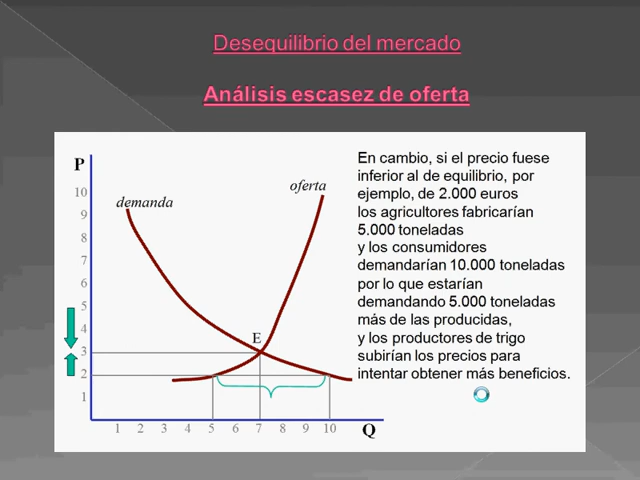 Desequilibrio del mercado
Análisis escasez de oferta
P
10
9
8
7
6
5
4
3
2
1
demanda
oferta
E
1 2 3 4 5 6 7 8 9 10 Q
En cambio, si el precio fuese
inferior al de equilibrio, por
ejemplo, de 2.000 euros
los agricultores fabricarían
5.000 toneladas
y los consumidores
demandarían 10.000 toneladas
por lo que estarían
demandando 5.000 toneladas
más de las producidas,
y los productores de trigo
subirían los precios para
intentar obtener más beneficios.